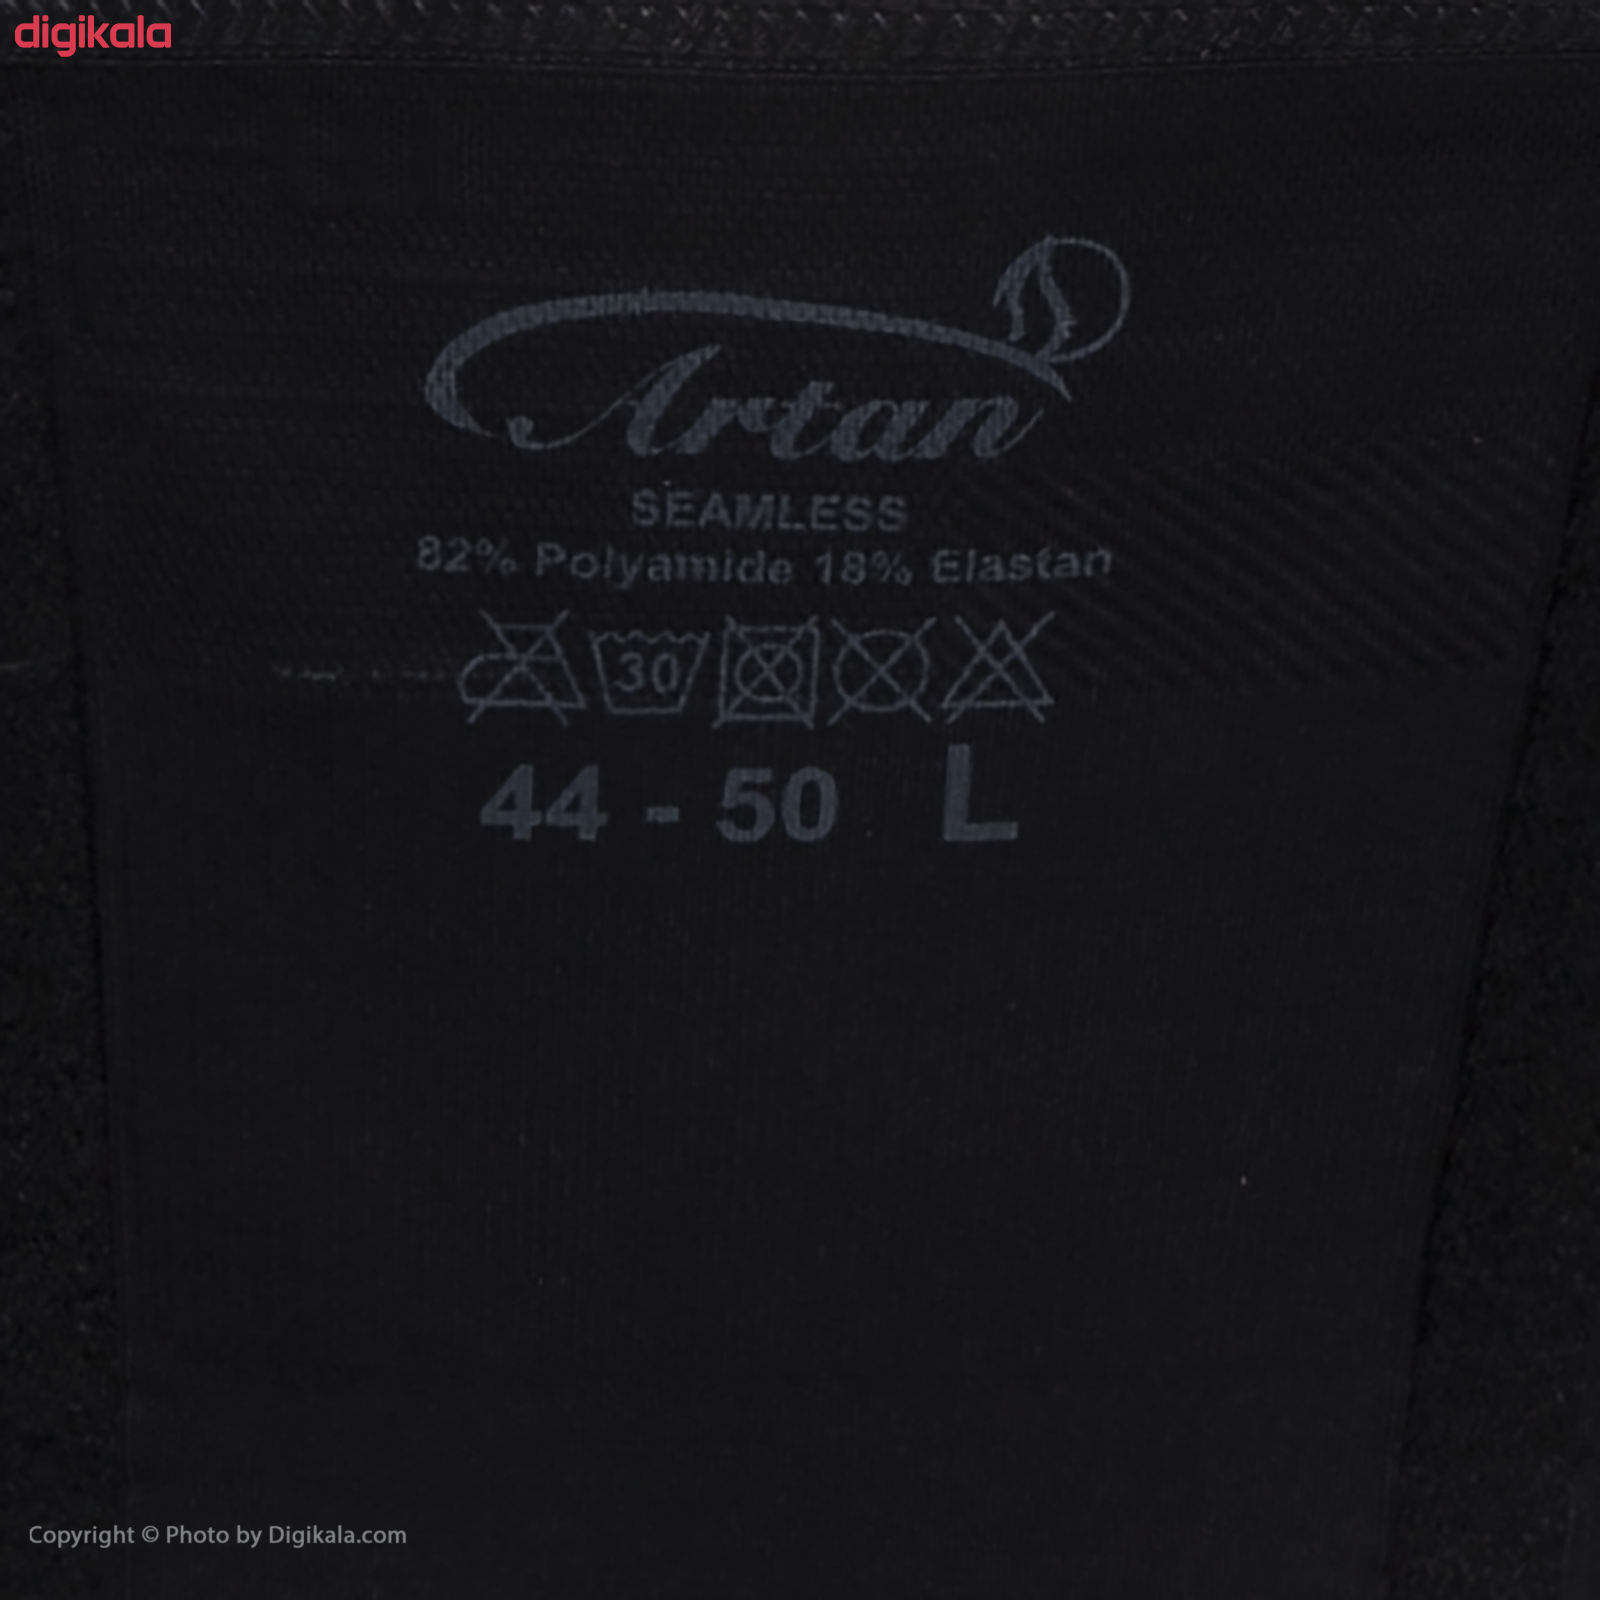 digikala
Artan
SEAMLESS
82% Polyamide 18% Elastan
30
44 - 50 L
Copyright © Photo by Digikala.com